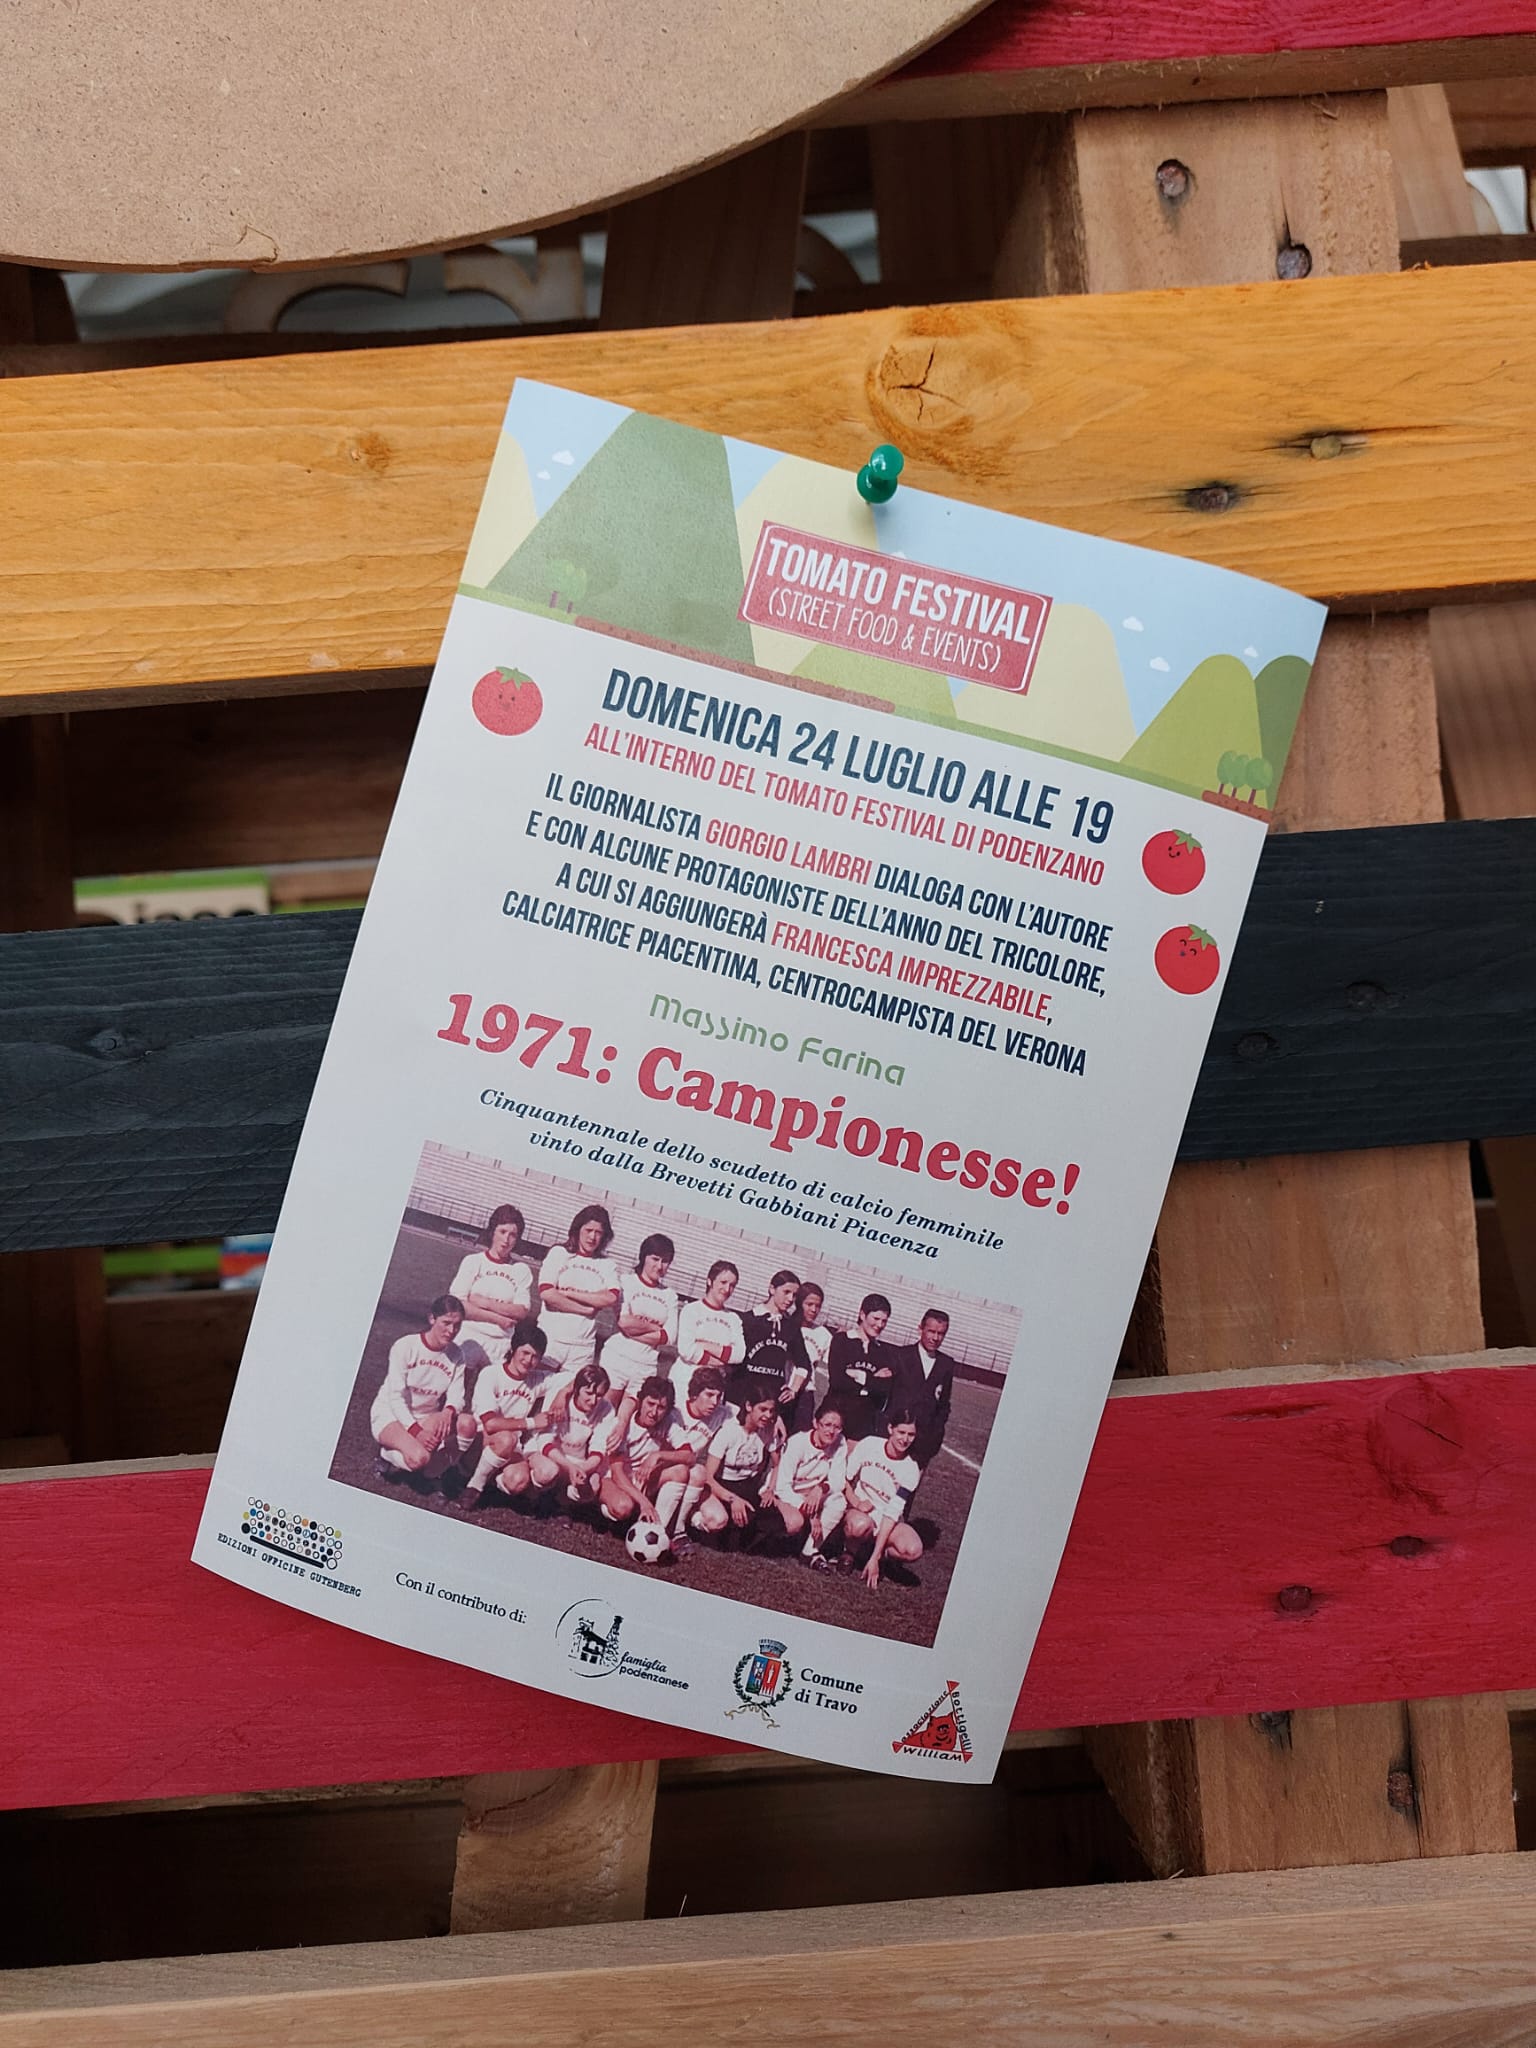 TOMATO FESTIVAL
(STREET FOOD & EVENTS)
DOMENICA 24 LUGLIO ALLE 19
ALL'INTERNO DEL TOMATO FESTIVAL DI PODENZANO
IL GIORNALISTA GIORGIO LAMBRI DIALOGA CON L'AUTORE
E CON ALCUNE PROTAGONISTE DELL'ANNO DEL TRICOLORE,
A CUI SI AGGIUNGERÀ FRANCESCA IMPREZZABILE,
CALCIATRICE PIACENTINA, CENTROCAMPISTA DEL VERONA
Massimo Farina
1971: Campionesse!
Cinquantennale dello scudetto di calcio femminile
vinto dalla Brevetti Gabbiani Piacenza
EDIZIONI OFFICINE GUTENBERG
Con il contributo di:
famiglia
podenzanese
Comune
di Travo
associazione
Bottigelli
William